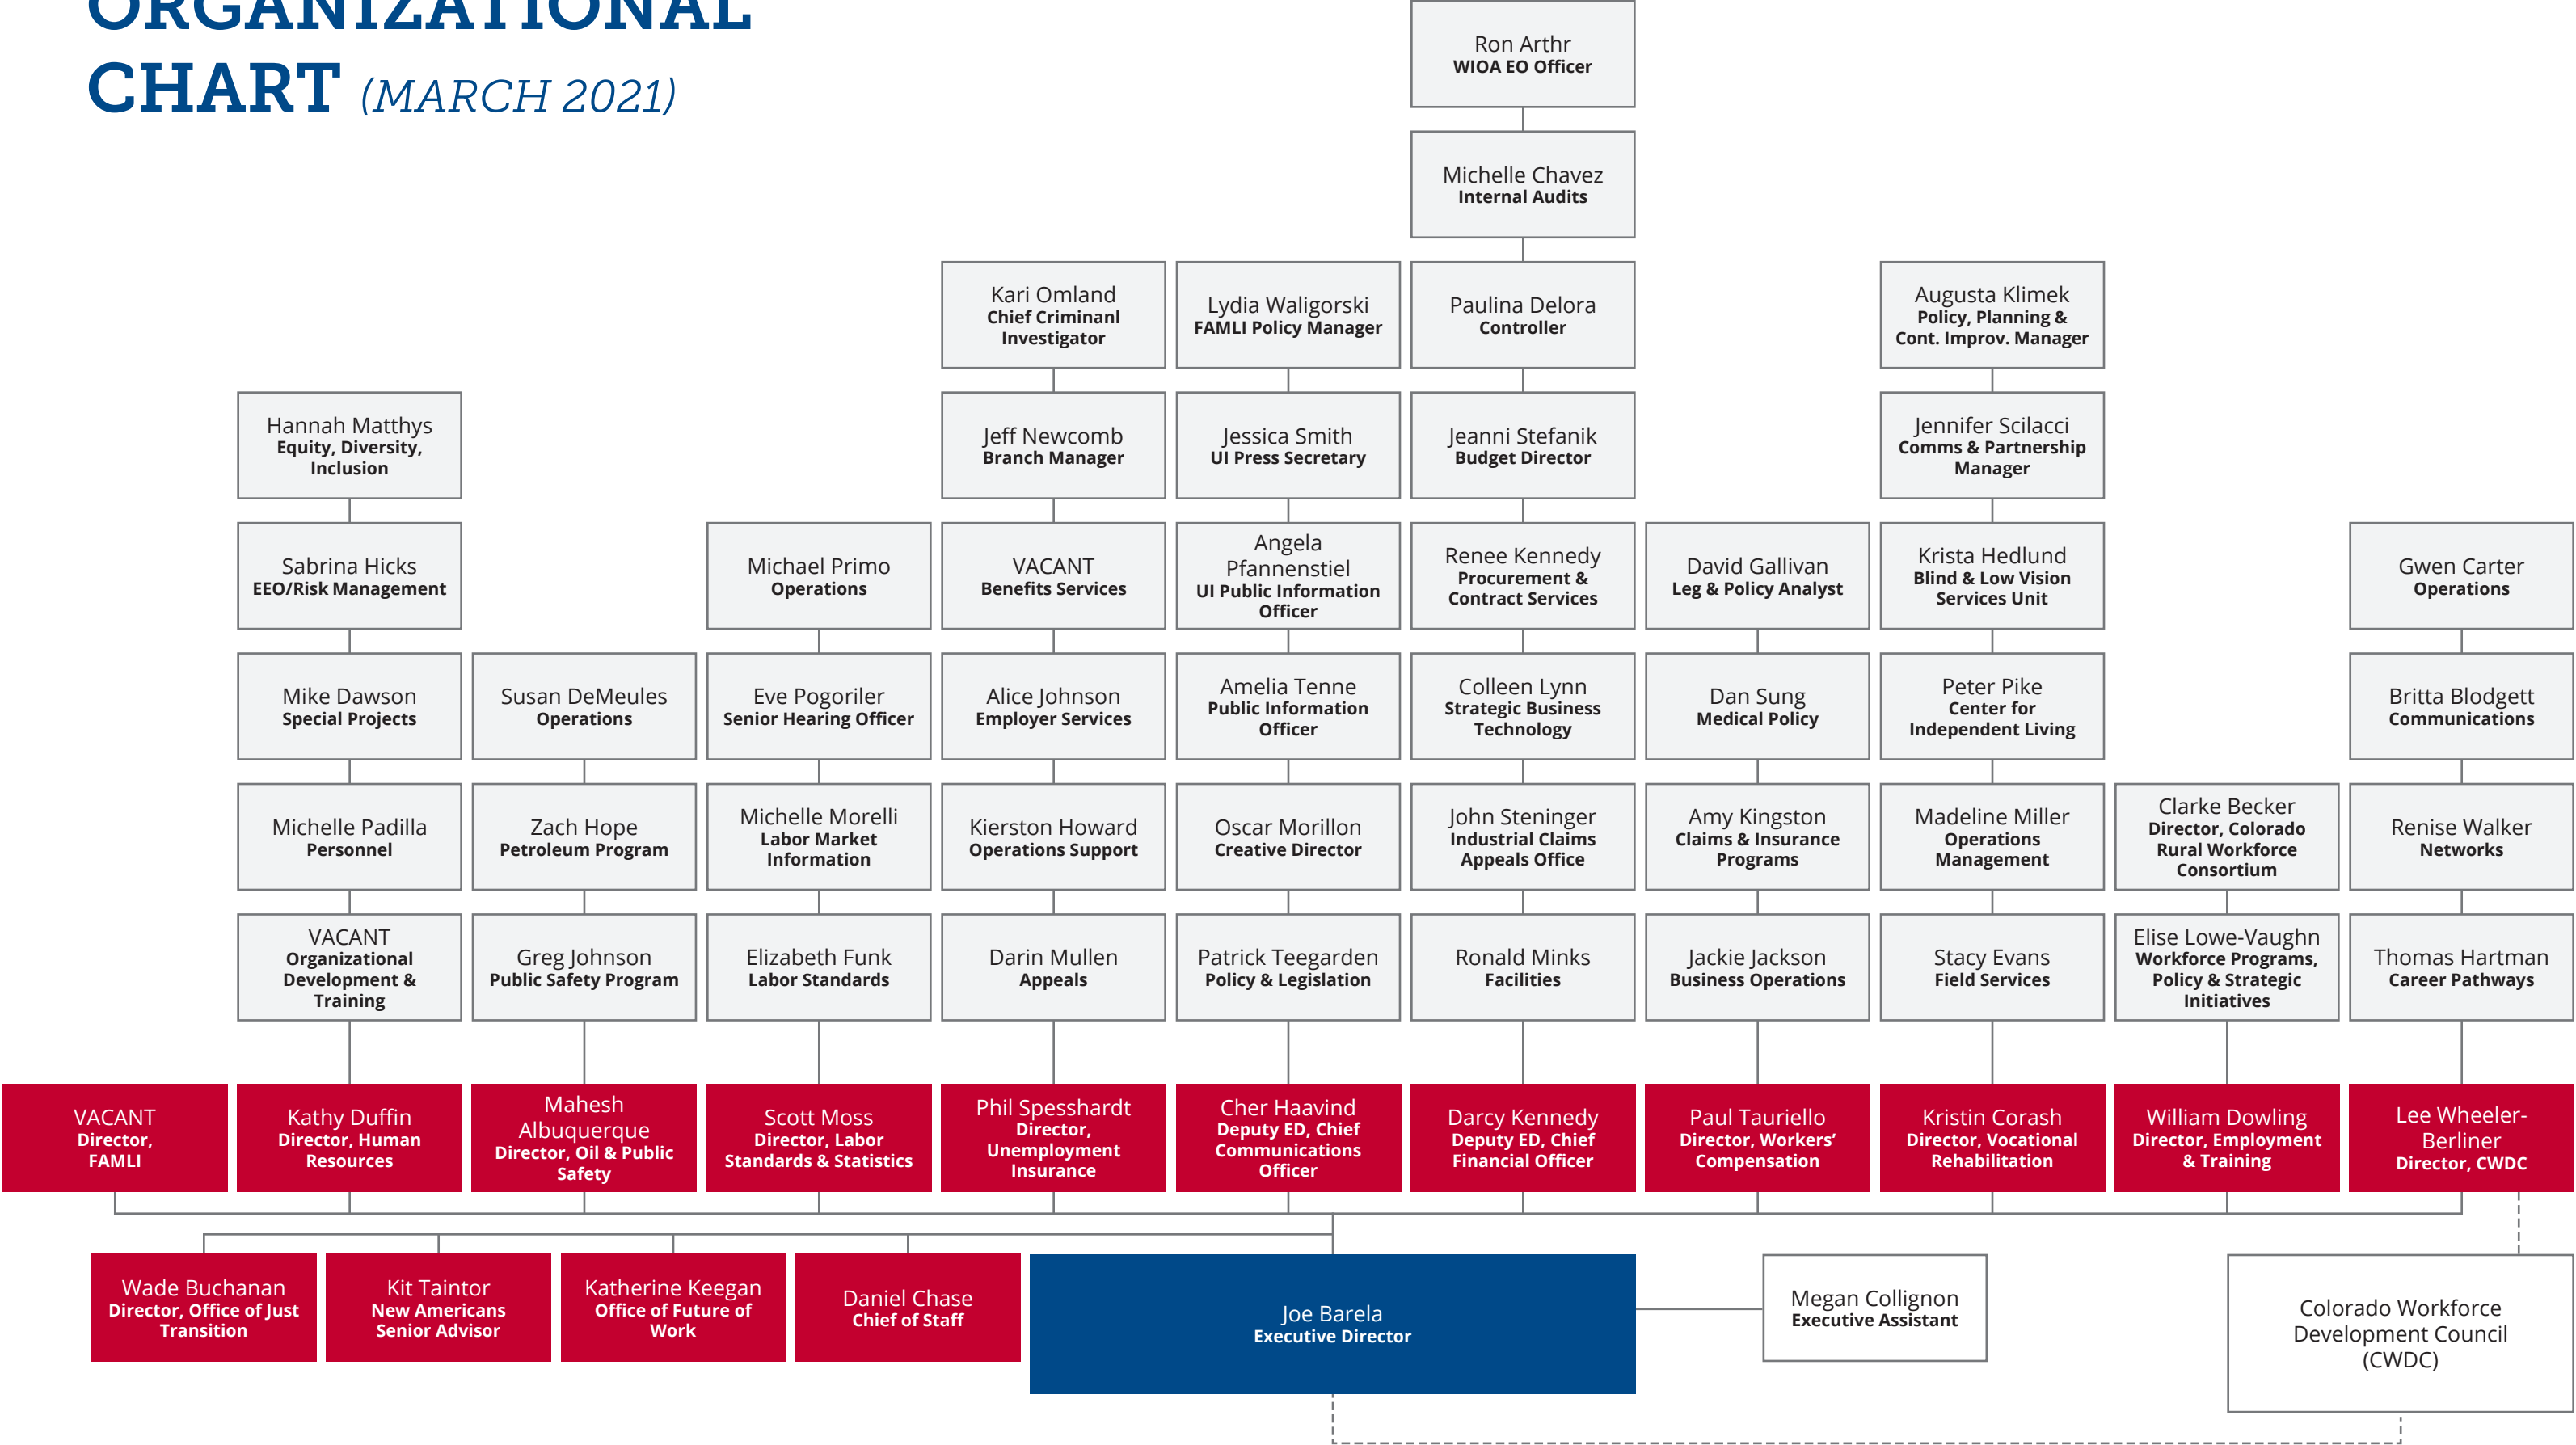 ORGANIZATIONAL
CHART (MARCH 2021)
Ron Arthr
WIOA EO Officer
Michelle Chavez
Internal Audits
Kari Omland
Chief Criminanl
Investigator
Lydia Waligorski
FAMLI Policy Manager
Paulina Delora
Controller
Augusta Klimek
Policy, Planning &
Cont. Improv. Manager
Hannah Matthys
Equity, Diversity,
Inclusion
Jeff Newcomb
Branch Manager
Jessica Smith
UI Press Secretary
Jeanni Stefanik
Budget Director
Jennifer Scilacci
Comms & Partnership
Manager
Sabrina Hicks
EEO/Risk Management
Michael Primo
Operations
VACANT
Benefits Services
Angela
Pfannenstiel
UI Public Information
Officer
Renee Kennedy
Procurement &
Contract Services
David Gallivan
Leg & Policy Analyst
Krista Hedlund
Blind & Low Vision
Services Unit
Gwen Carter
Operations
Mike Dawson
Special Projects
Susan DeMeules
Operations
Eve Pogoriler
Senior Hearing Officer
Alice Johnson
Employer Services
Amelia Tenne
Public Information
Officer
Colleen Lynn
Strategic Business
Technology
Dan Sung
Medical Policy
Peter Pike
Center for
Independent Living
Britta Blodgett
Communications
Michelle Padilla
Personnel
Zach Hope
Petroleum Program
Michelle Morelli
Labor Market
Information
Kierston Howard
Operations Support
Oscar Morillon
Creative Director
John Steninger
Industrial Claims
Appeals Office
Amy Kingston
Claims & Insurance
Programs
Madeline Miller
Operations
Management
Clarke Becker
Director, Colorado
Rural Workforce
Consortium
Renise Walker
Networks
VACANT
Organizational
Development &
Training
Greg Johnson
Public Safety Program
Elizabeth Funk
Labor Standards
Darin Mullen
Appeals
Patrick Teegarden
Policy & Legislation
Ronald Minks
Facilities
Jackie Jackson
Business Operations
Stacy Evans
Field Services
Elise Lowe-Vaughn
Workforce Programs,
Policy & Strategic
Initiatives
Thomas Hartman
Career Pathways
VACANT
Director,
FAMLI
Kathy Duffin
Director, Human
Resources
Mahesh
Albuquerque
Director, Oil & Public
Safety
Scott Moss
Director, Labor
Standards & Statistics
Phil Spesshardt
Director,
Unemployment
Insurance
Cher Haavind
Deputy ED, Chief
Communications
Officer
Darcy Kennedy
Deputy ED, Chief
Financial Officer
Paul Tauriello
Director, Workers’
Compensation
Kristin Corash
Director, Vocational
Rehabilitation
William Dowling
Director, Employment
& Training
Lee Wheeler-
Berliner
Director, CWDC
Wade Buchanan
Director, Office of Just
Transition
Kit Taintor
New Americans
Senior Advisor
Katherine Keegan
Office of Future of
Work
Daniel Chase
Chief of Staff
Joe Barela
Executive Director
Megan Collignon
Executive Assistant
Colorado Workforce
Development Council
(CWDC)